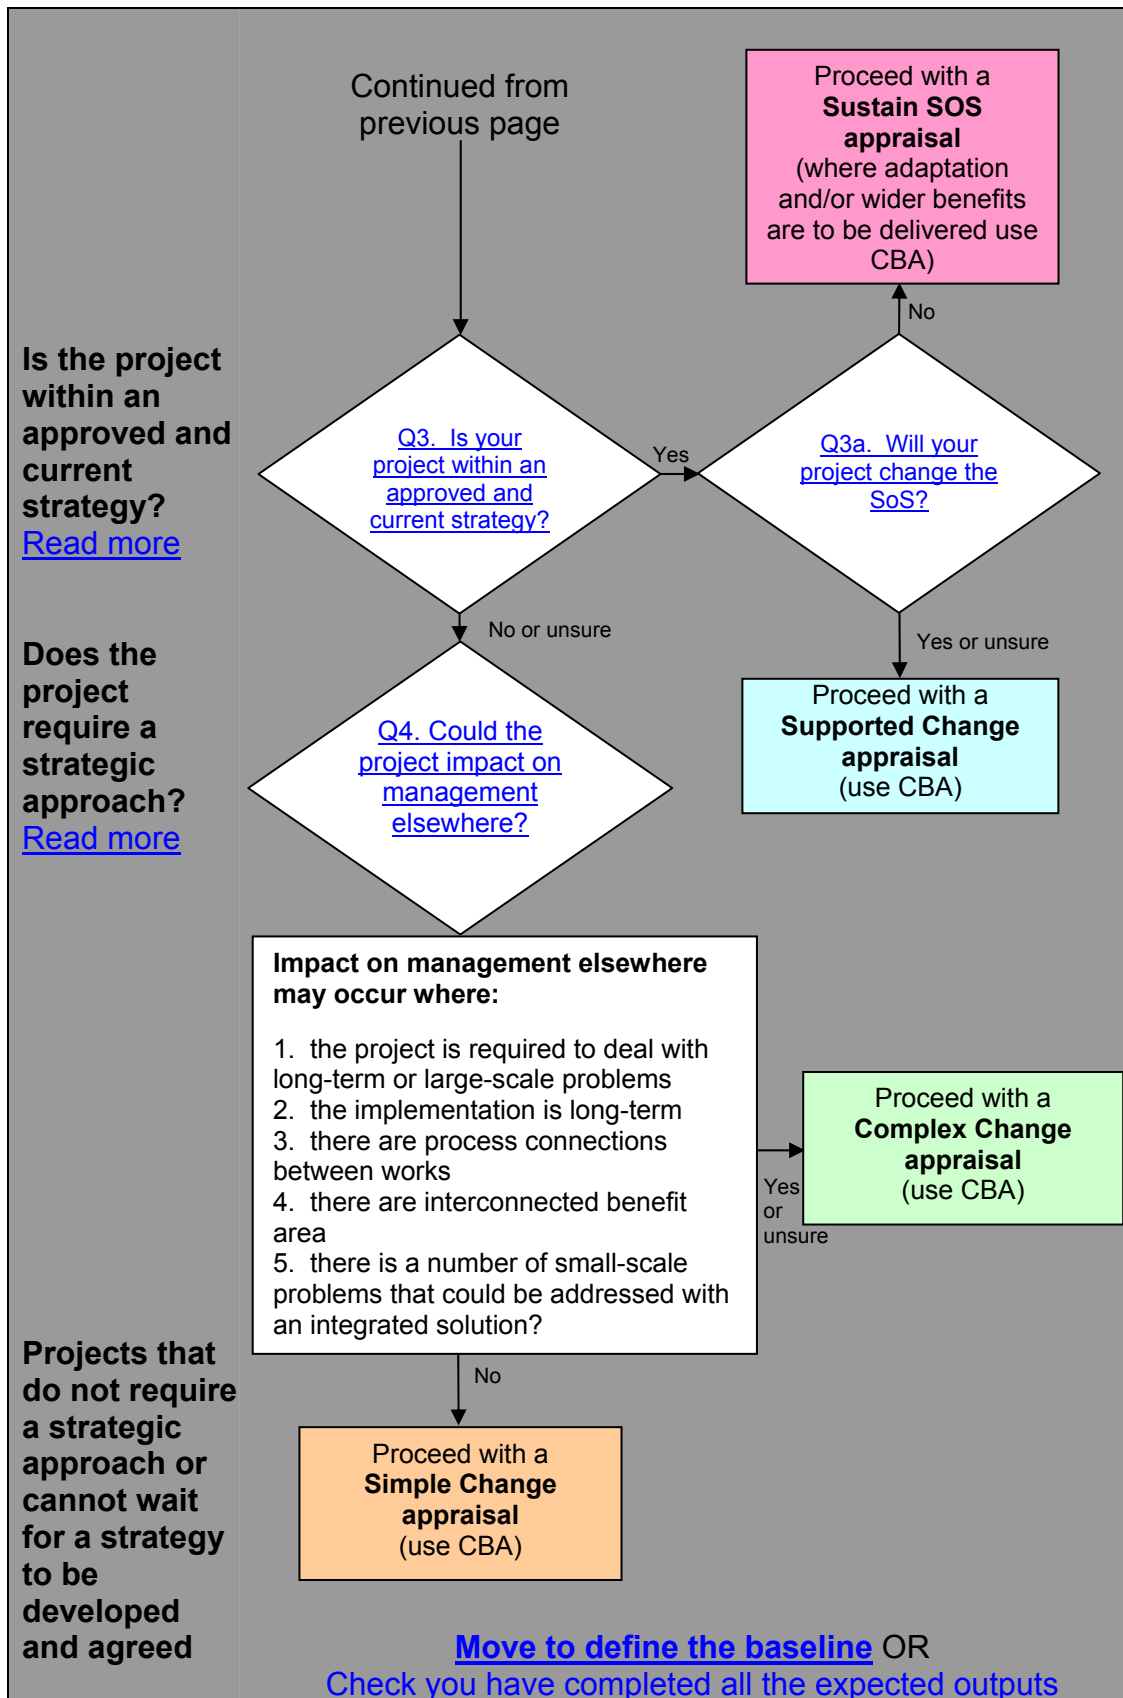 Continued from
previous page
Proceed with a
Sustain SOS
appraisal
(where adaptation
and/or wider benefits
are to be delivered use
CBA)
No
Is the project
within an
approved and
current
strategy?
Read more
Q3.  Is your
project within an
approved and
current strategy?
Yes
Q3a.  Will your
project change the
SoS?
No or unsure
Yes or unsure
Does the
project
require a
strategic
approach?
Read more
Q4. Could the
project impact on
management
elsewhere?
Proceed with a
Supported Change
appraisal
(use CBA)
Impact on management elsewhere
may occur where:
1.  the project is required to deal with
long-term or large-scale problems
2.  the implementation is long-term
3.  there are process connections
between works
4.  there are interconnected benefit
area
5.  there is a number of small-scale
problems that could be addressed with
an integrated solution?
Yes
or
unsure
Proceed with a
Complex Change
appraisal
(use CBA)
No
Projects that
do not require
a strategic
approach or
cannot wait
for a strategy
to be
developed
and agreed
Proceed with a
Simple Change
appraisal
(use CBA)
Move to define the baseline OR
Check you have completed all the expected outputs